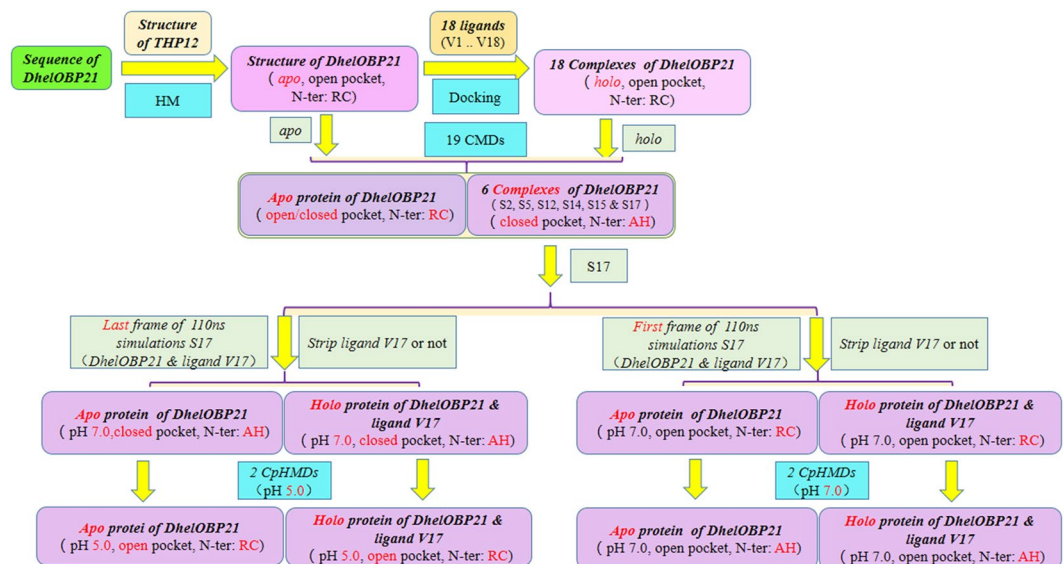 Structure
of THP12
18 ligands
(V1 .. V18)
Sequence of
DhelOBP21
HM
Structure of DhelOBP21
( apo, open pocket,
N-ter: RC)
Docking
18 Complexes of DhelOBP21
( holo, open pocket,
N-ter: RC)
apo
19 CMDs
holo
Apo protein of DhelOBP21
( open/closed pocket, N-ter: RC)
6 Complexes of DhelOBP21
( S2, S5, S12, S14, S15 & S17 )
( closed pocket, N-ter: AH)
S17
Last frame of 110ns
simulations S17
(DhelOBP21 & ligand V17)
Strip ligand V17 or not
First frame of 110ns
simulations S17
(DhelOBP21 & ligand V17)
Strip ligand V17 or not
Apo protein of DhelOBP21
( pH 7.0,closed pocket, N-ter: AH)
Holo protein of DhelOBP21 &
ligand V17
( pH 7.0, closed pocket, N-ter: AH)
Apo protein of DhelOBP21
( pH 7.0, open pocket, N-ter: RC)
Holo protein of DhelOBP21 &
ligand V17
( pH 7.0, open pocket, N-ter: RC)
2 CpHMDs
(pH 5.0)
2 CpHMDs
(pH 7.0)
Apo protei of DhelOBP21
( pH 5.0, open pocket, N-ter: RC)
Holo protein of DhelOBP21 &
ligand V17
( pH 5.0, open pocket, N-ter: RC)
Apo protein of DhelOBP21
( pH 7.0, open pocket, N-ter: AH)
Holo protein of DhelOBP21 &
ligand V17
( pH 7.0, open pocket, N-ter: AH)